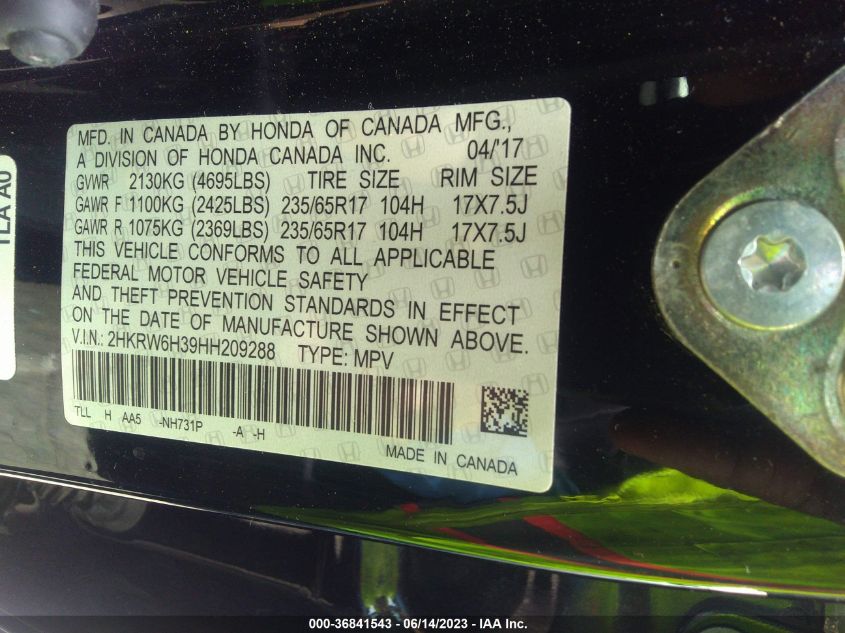 MFD. IN CANADA BY HONDA OF CANADA MFG.,
A DIVISION OF HONDA CANADA INC. 04/'17
GVWR 2130KG (4695LBS) TIRE SIZE RIM SIZE
GAWR F 1100KG (2425LBS) 235/65R17 104H 17X7.5J
GAWR R 1075KG (2369LBS) 235/65R17 104H 17X7.5J
THIS VEHICLE CONFORMS TO ALL APPLICABLE
FEDERAL MOTOR VEHICLE SAFETY
AND THEFT PREVENTION STANDARDS IN EFFECT
ON THE DATE OF MANUFACTURE SHOWN ABOVE.
V.I.N.: 2HKRW6H39HH209288 TYPE: MPV
TLL H AA5 -NH731P -A -H
MADE IN CANADA
TLA A0
000-36841543 - 06/14/2023 - IAA Inc.